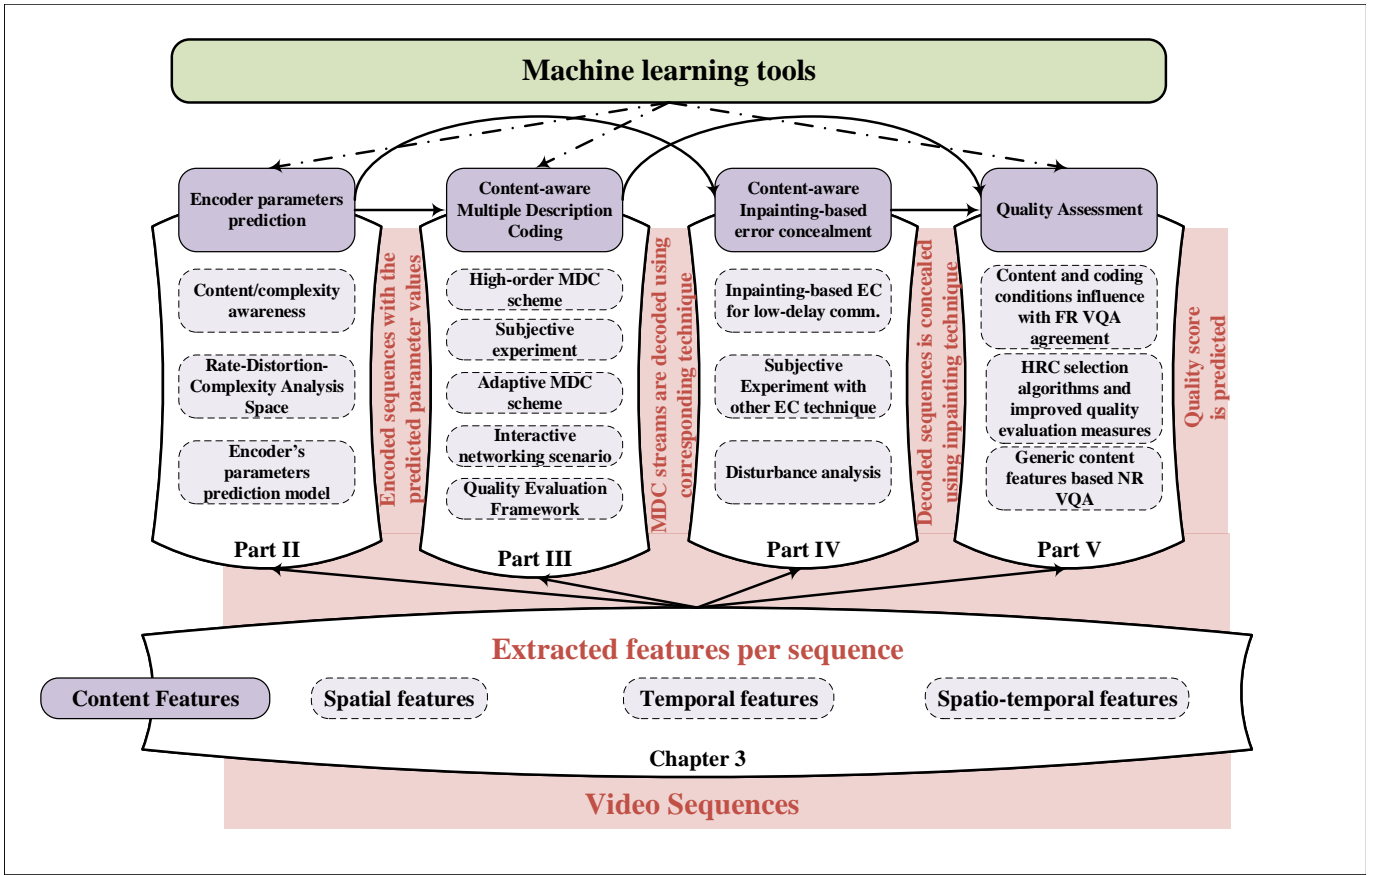 Machine learning tools
Encoder parameters
prediction
Content/complexity
awareness
Rate-Distortion-
Complexity Analysis
Space
Encoder’s
parameters
prediction model
Part II
Encoded sequences with the
predicted parameter values
Content-aware
Multiple Description
Coding
High-order MDC
scheme
Subjective
experiment
Adaptive MDC
scheme
Interactive
networking scenario
Quality Evaluation
Framework
Part III
MDC streams are decoded using
corresponding technique
Content-aware
Inpainting-based
error concealment
Inpainting-based EC
for low-delay comm.
Subjective
Experiment with
other EC technique
Disturbance analysis
Part IV
Decoded sequences is concealed
using inpainting technique
Quality Assessment
Content and coding
conditions influence
with FR VQA
agreement
HRC selection
algorithms and
improved quality
evaluation measures
Generic content
features based NR
VQA
Part V
Quality score
is predicted
Extracted features per sequence
Content Features
Spatial features
Temporal features
Spatio-temporal features
Chapter 3
Video Sequences